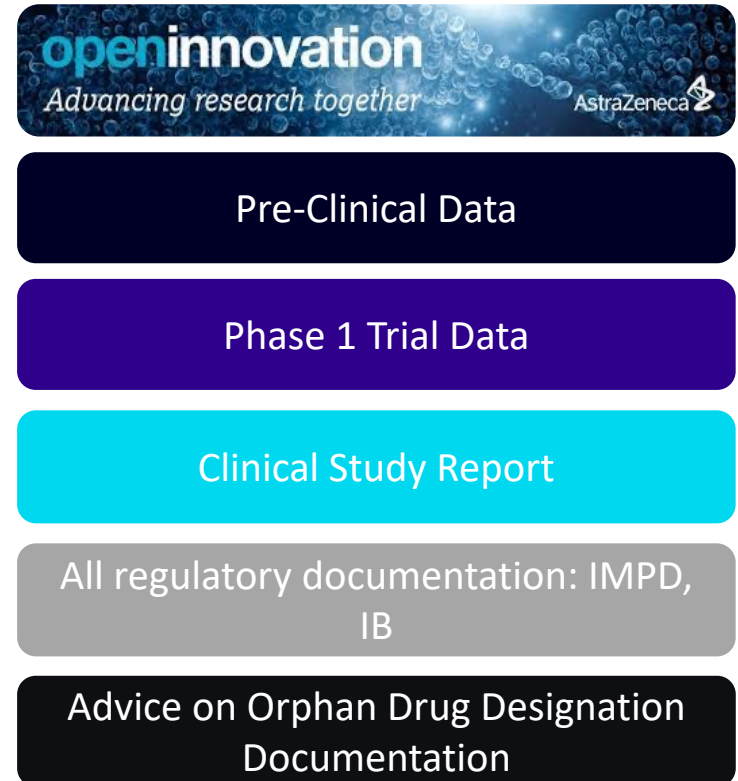 openinnovation
Advancing research together
AstraZeneca
Pre-Clinical Data
Phase 1 Trial Data
Clinical Study Report
All regulatory documentation: IMPD,
IB
Advice on Orphan Drug Designation
Documentation